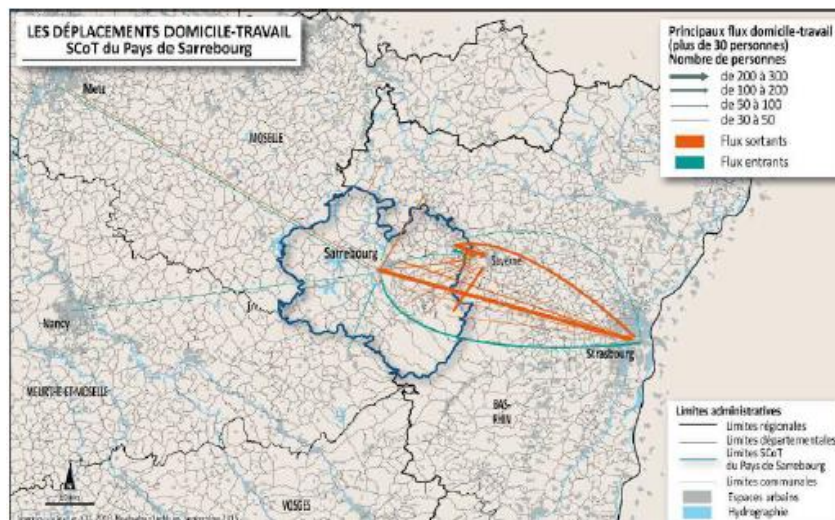 LES DÉPLACEMENTS DOMICILE-TRAVAIL
SCoT du Pays de Sarrebourg
Principaux flux domicile-travail
(plus de 30 personnes)
Nombre de personnes
de 200 à 300
de 100 à 200
de 50 à 100
de 30 à 50
Flux sortants
Flux entrants
Metz
MOSELLE
Sarrebourg
Saverne
Nancy
Strasbourg
MEURTHE-ET-MOSELLE
BAS-
RHIN
VOSGES
Limites administratives
Limites régionales
Limites départementales
Limites SCoT
du Pays de Sarrebourg
Limites communales
Espaces urbains
Hydrographie